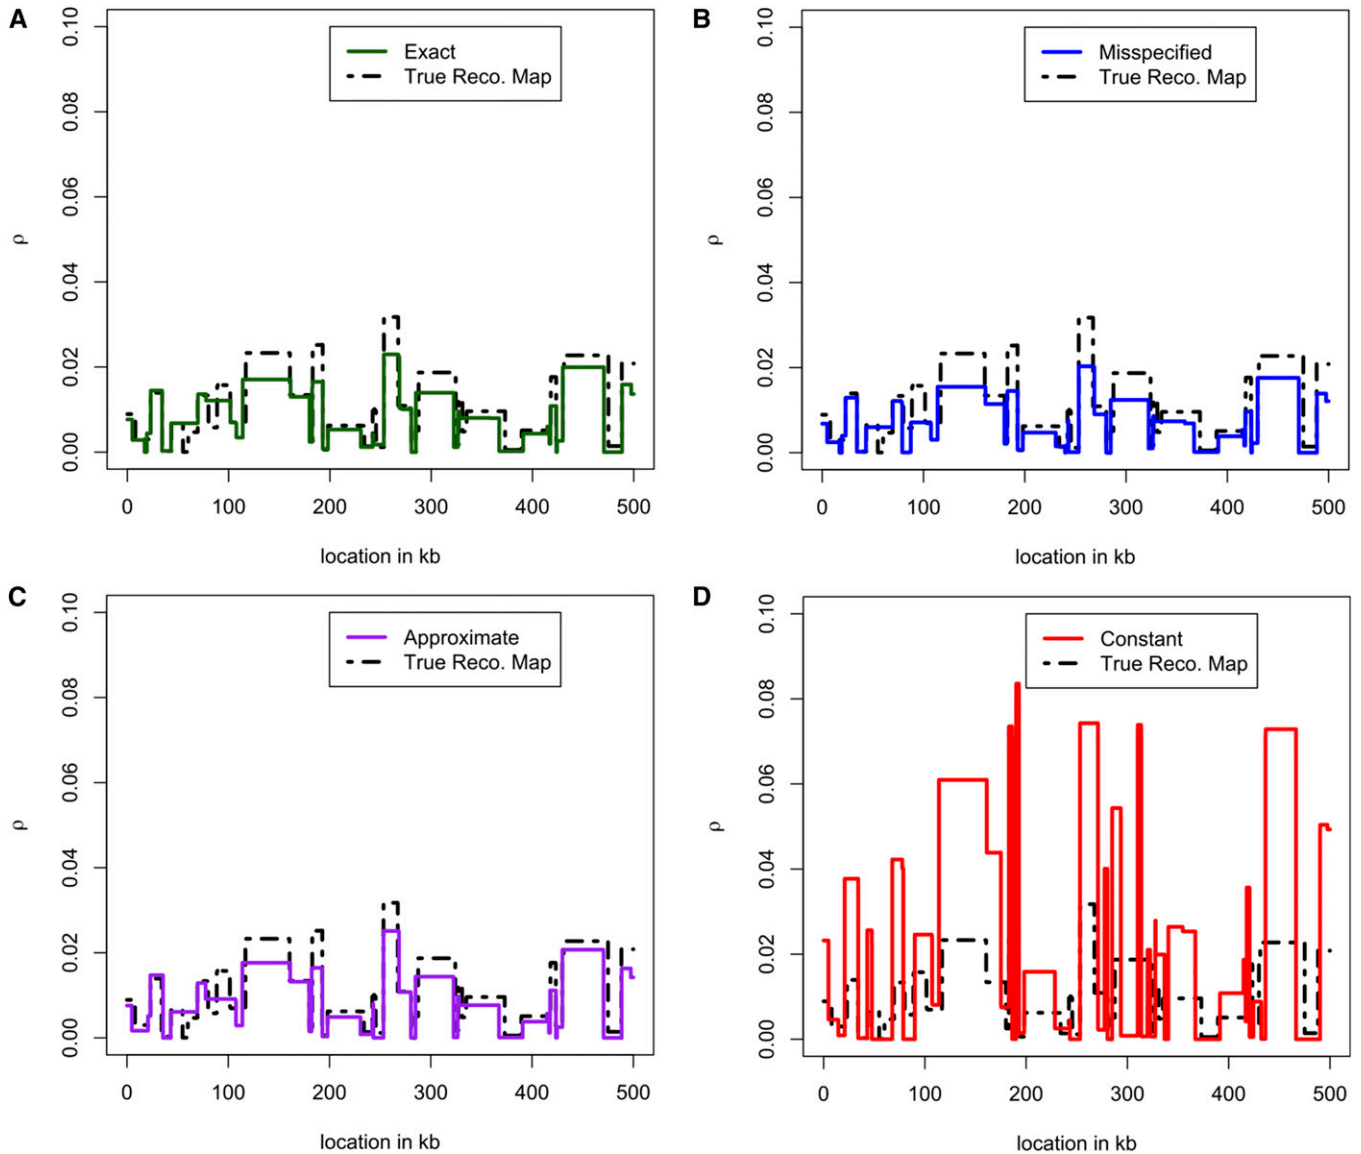 A
0.10
0.08
0.06
0.04
0.02
0.00
ρ
Exact
True Reco. Map
0 100 200 300 400 500
location in kb
B
0.10
0.08
0.06
0.04
0.02
0.00
ρ
Misspecified
True Reco. Map
0 100 200 300 400 500
location in kb
C
0.10
0.08
0.06
0.04
0.02
0.00
ρ
Approximate
True Reco. Map
0 100 200 300 400 500
location in kb
D
0.10
0.08
0.06
0.04
0.02
0.00
ρ
Constant
True Reco. Map
0 100 200 300 400 500
location in kb